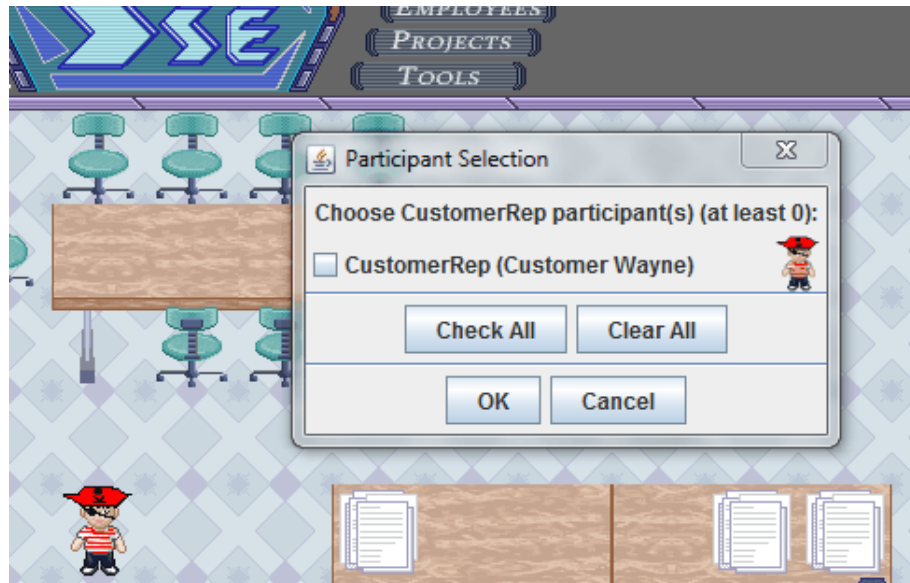 EMPLOYEES
PROJECTS
TOOLS
Participant Selection
Choose CustomerRep participant(s) (at least 0):
CustomerRep (Customer Wayne)
Check All Clear All
OK Cancel